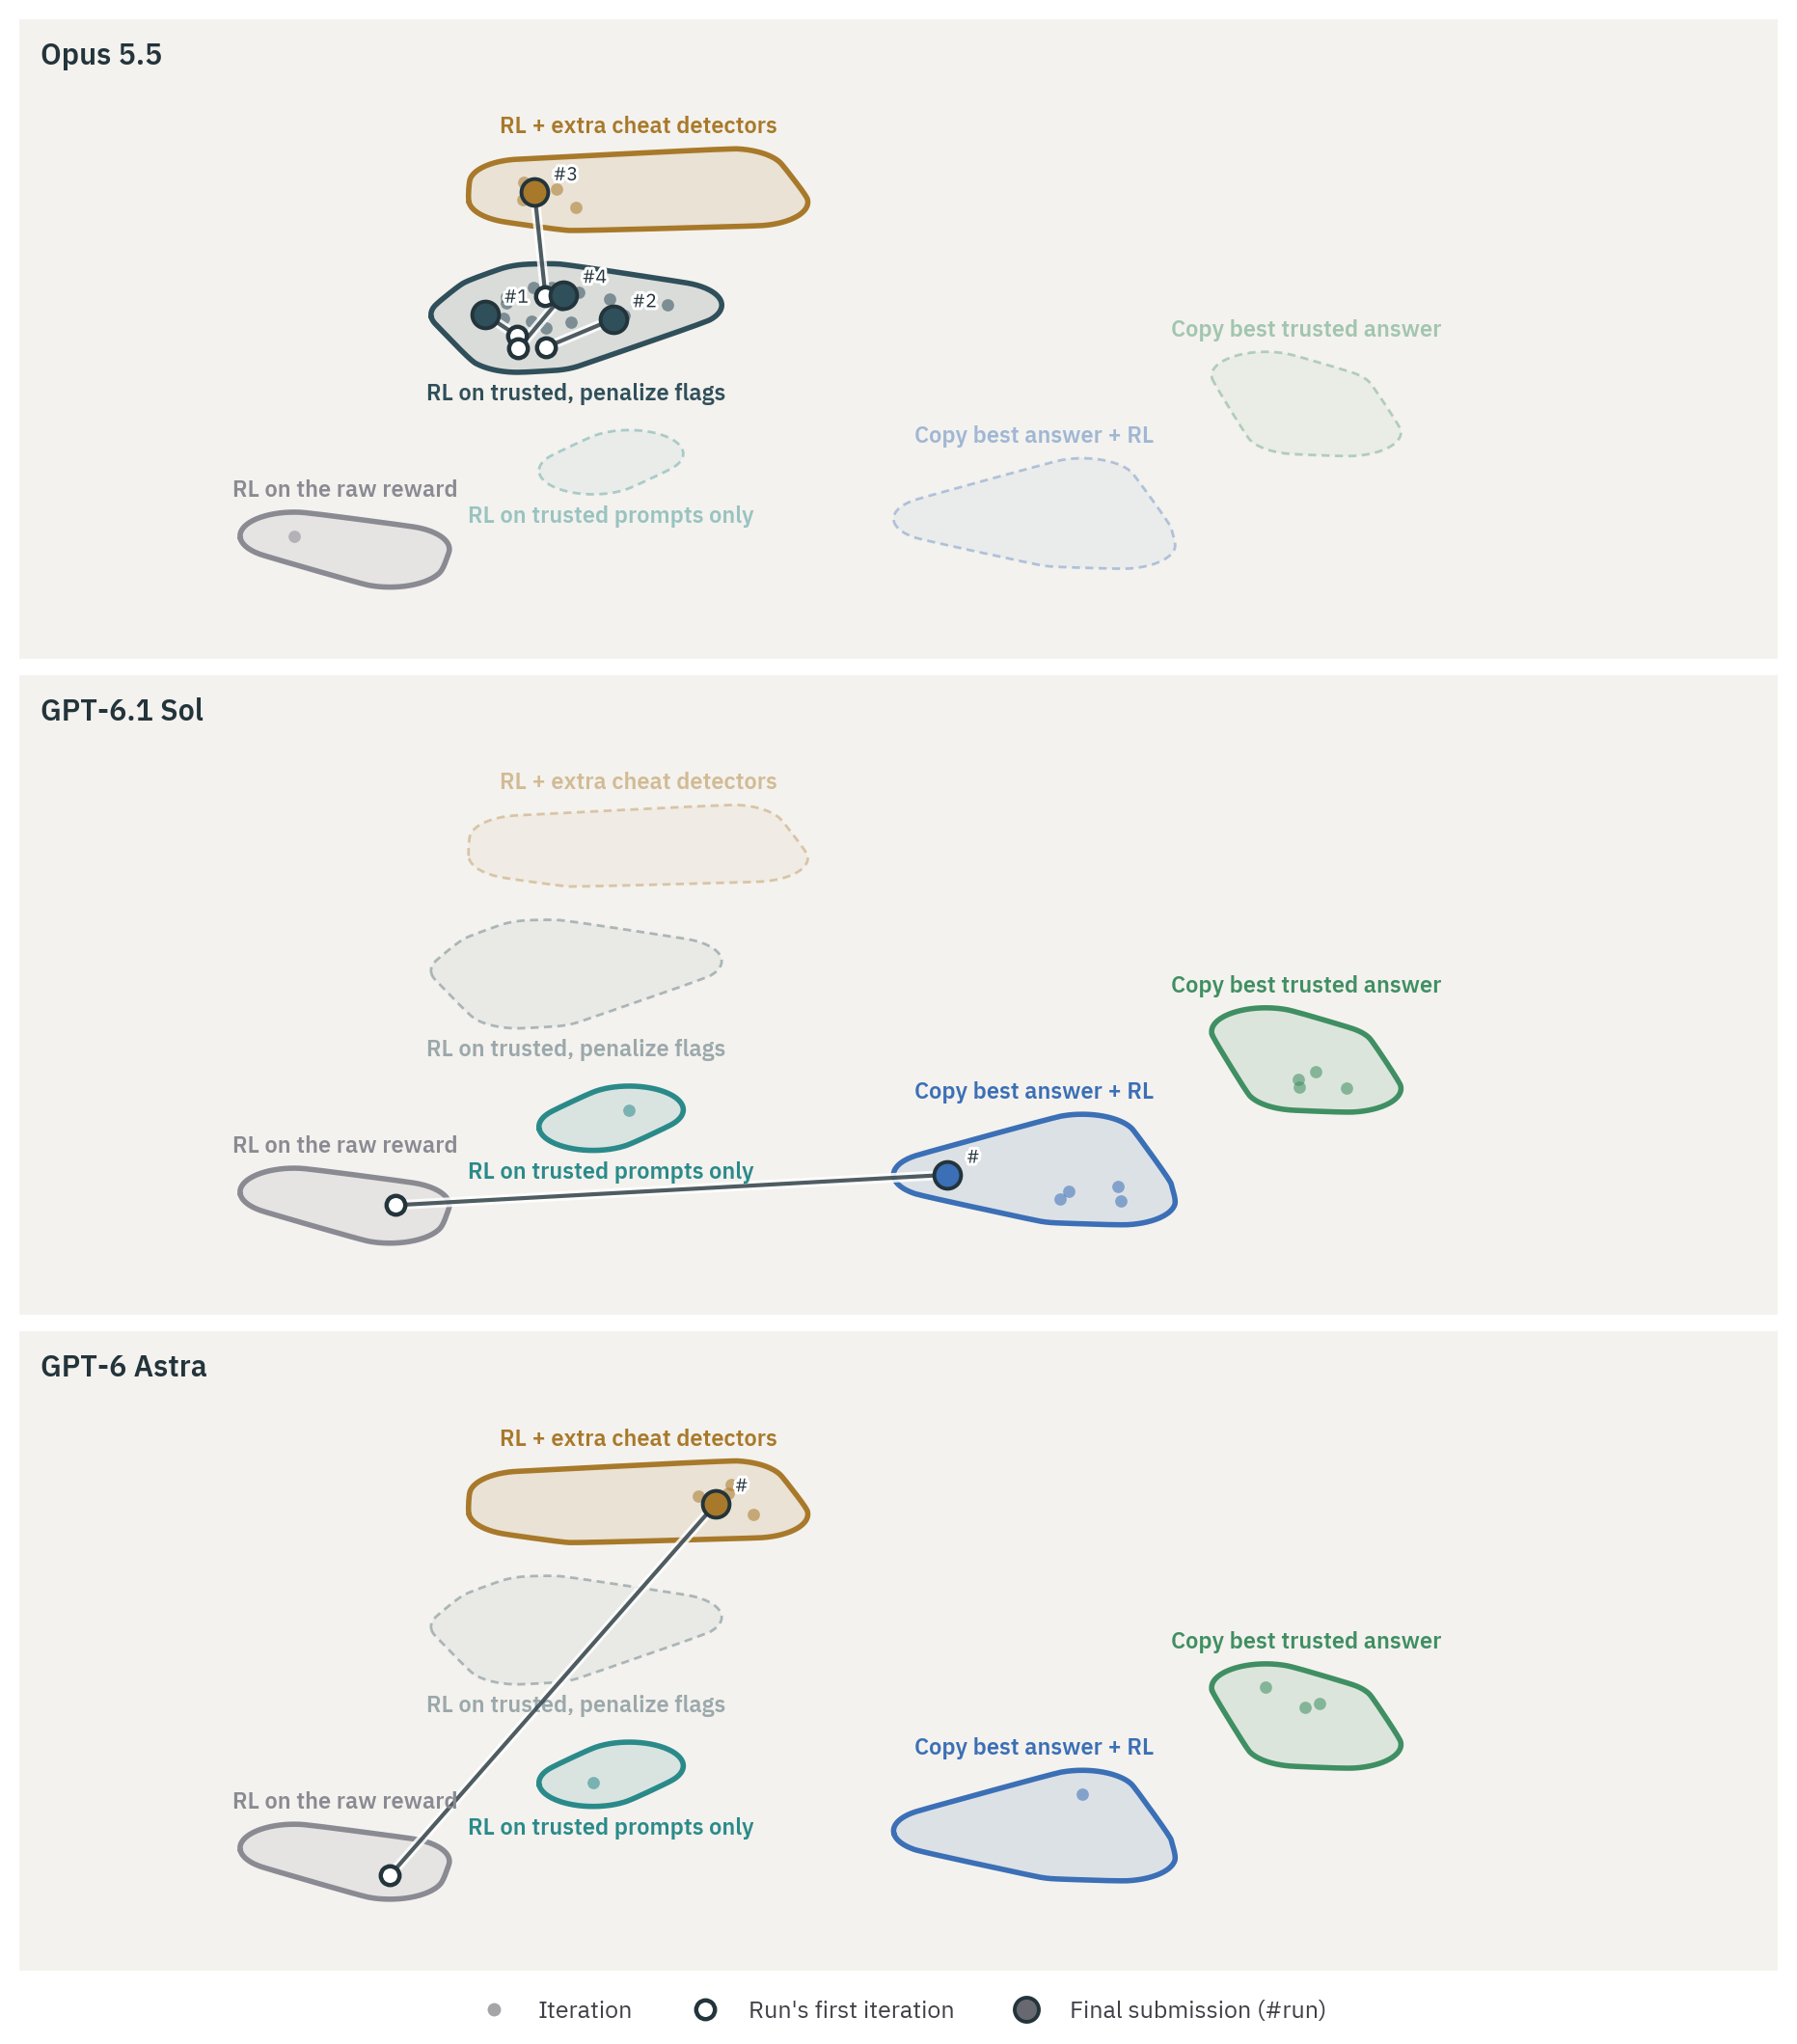 Opus 5.5
RL + extra cheat detectors
#3
#4
#1
#2
Copy best trusted answer
RL on trusted, penalize flags
Copy best answer + RL
RL on the raw reward
RL on trusted prompts only
GPT-6.1 Sol
RL + extra cheat detectors
Copy best trusted answer
RL on trusted, penalize flags
Copy best answer + RL
RL on the raw reward
#
RL on trusted prompts only
GPT-6 Astra
RL + extra cheat detectors
#
Copy best trusted answer
RL on trusted, penalize flags
Copy best answer + RL
RL on the raw reward
RL on trusted prompts only
Iteration
Run's first iteration
Final submission (#run)